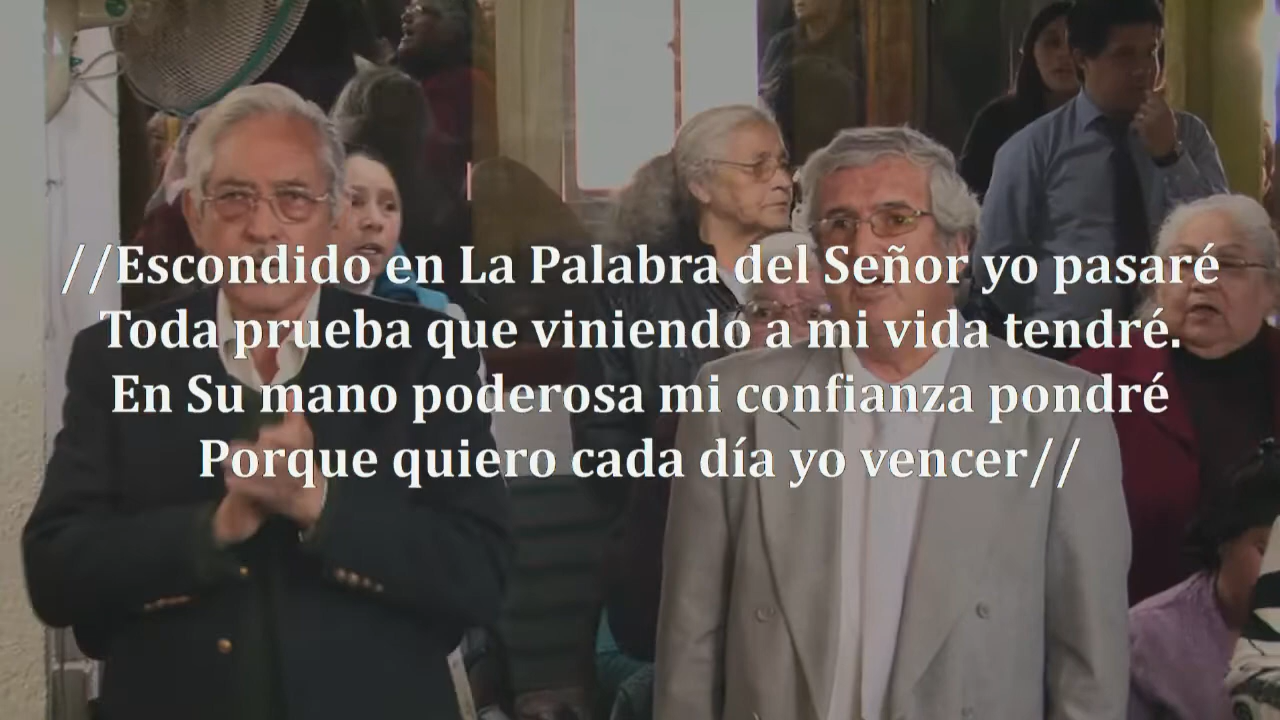 //Escondido en La Palabra del Señor yo pasaré
Toda prueba que viniendo a mi vida tendré.
En Su mano poderosa mi confianza pondré
Porque quiero cada día yo vencer//